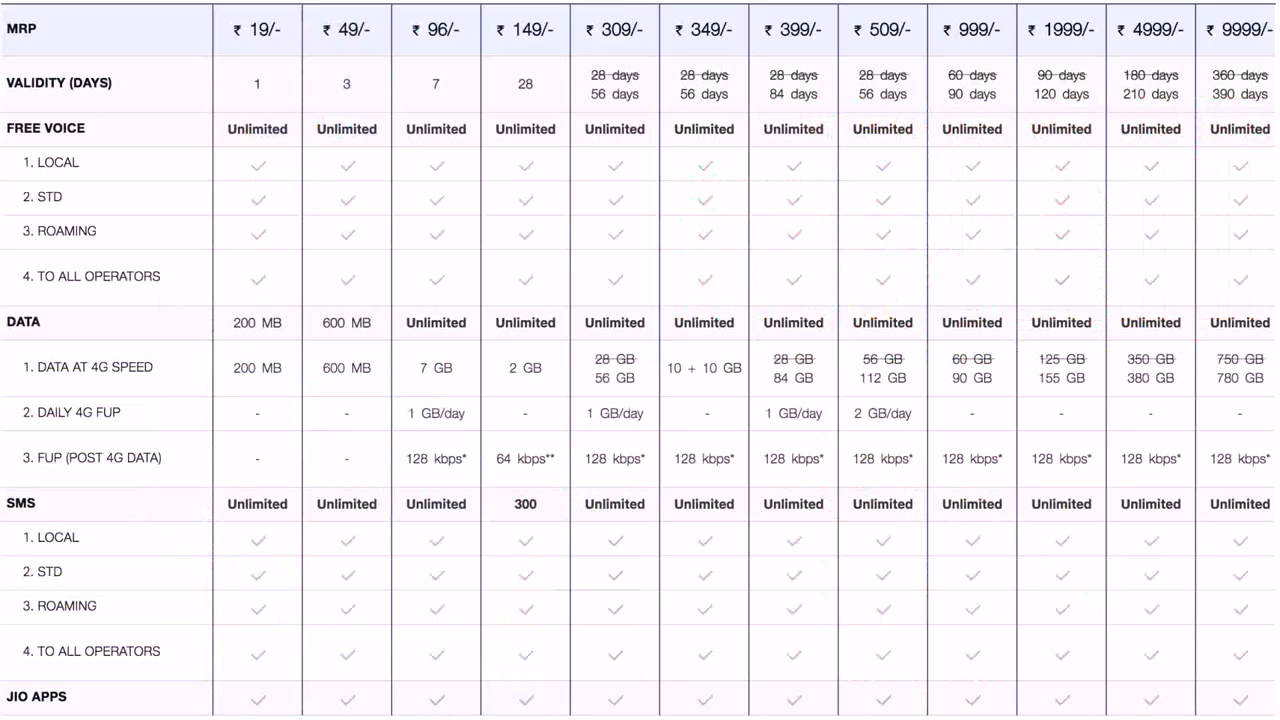 MRP ₹ 19/- ₹ 49/- ₹ 96/- ₹ 149/- ₹ 309/- ₹ 349/- ₹ 399/- ₹ 509/- ₹ 999/- ₹ 1999/- ₹ 4999/- ₹ 9999/-
28 days 28 days 28 days 28 days 60 days 90 days 180 days 360 days
VALIDITY (DAYS) 1 3 7 28
56 days 56 days 84 days 56 days 90 days 120 days 210 days 390 days
FREE VOICE Unlimited Unlimited Unlimited Unlimited Unlimited Unlimited Unlimited Unlimited Unlimited Unlimited Unlimited Unlimited
1. LOCAL
2. STD
3. ROAMING
4. TO ALL OPERATORS
DATA 200 MB 600 MB Unlimited Unlimited Unlimited Unlimited Unlimited Unlimited Unlimited Unlimited Unlimited Unlimited
28 GB 28 GB 56 GB 60 GB 125 GB 350 GB 750 GB
1. DATA AT 4G SPEED 200 MB 600 MB 7 GB 2 GB 10 + 10 GB
56 GB 84 GB 112 GB 90 GB 155 GB 380 GB 780 GB
2. DAILY 4G FUP - - 1 GB/day - 1 GB/day - 1 GB/day 2 GB/day - - - -
3. FUP (POST 4G DATA) - - 128 kbps* 64 kbps** 128 kbps* 128 kbps* 128 kbps* 128 kbps* 128 kbps* 128 kbps* 128 kbps* 128 kbps*
SMS Unlimited Unlimited Unlimited 300 Unlimited Unlimited Unlimited Unlimited Unlimited Unlimited Unlimited Unlimited
1. LOCAL
2. STD
3. ROAMING
4. TO ALL OPERATORS
JIO APPS